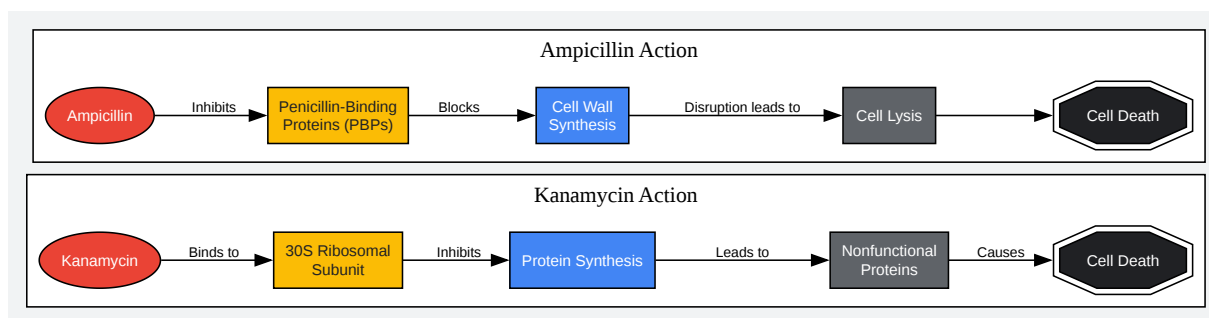 Ampicillin Action
Ampicillin
Inhibits
Penicillin-Binding
Proteins (PBPs)
Blocks
Cell Wall
Synthesis
Disruption leads to
Cell Lysis
Cell Death
Kanamycin Action
Kanamycin
Binds to
30S Ribosomal
Subunit
Inhibits
Protein Synthesis
Leads to
Nonfunctional
Proteins
Causes
Cell Death